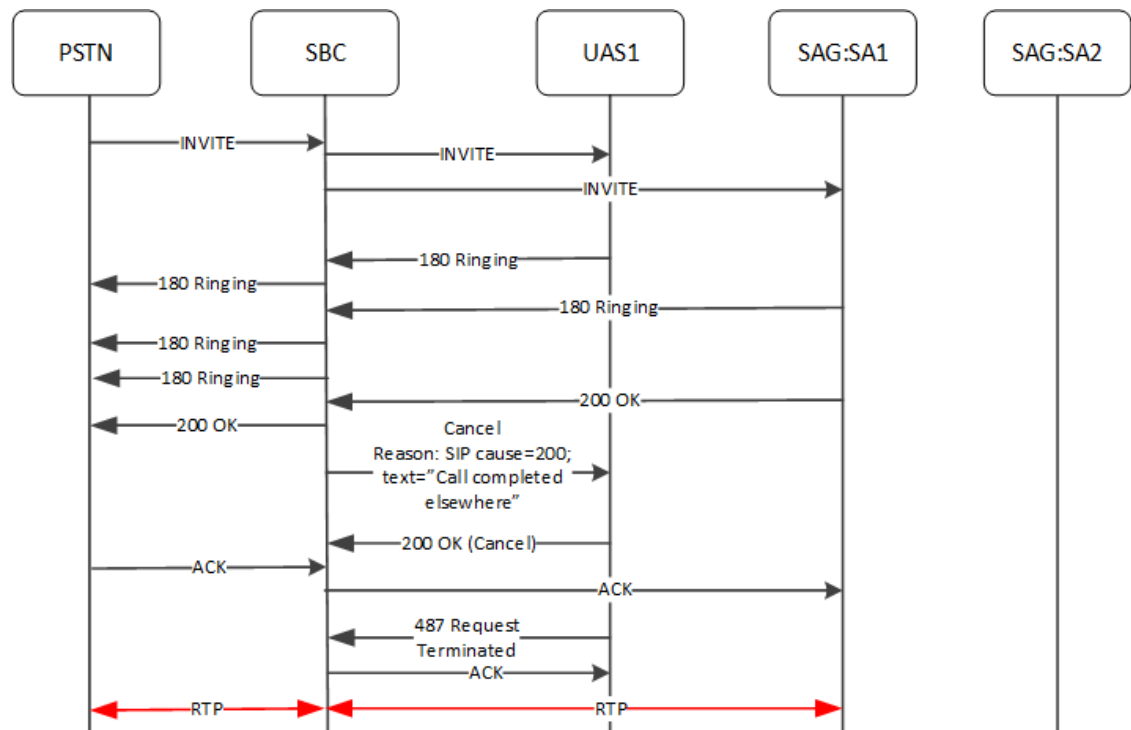 PSTN
SBC
UAS1
SAG:SA1
SAG:SA2
INVITE
INVITE
INVITE
180 Ringing
180 Ringing
180 Ringing
180 Ringing
180 Ringing
200 OK
200 OK
Cancel
Reason: SIP cause=200;
text=”Call completed
elsewhere”
200 OK (Cancel)
ACK
ACK
487 Request
Terminated
ACK
RTP
RTP